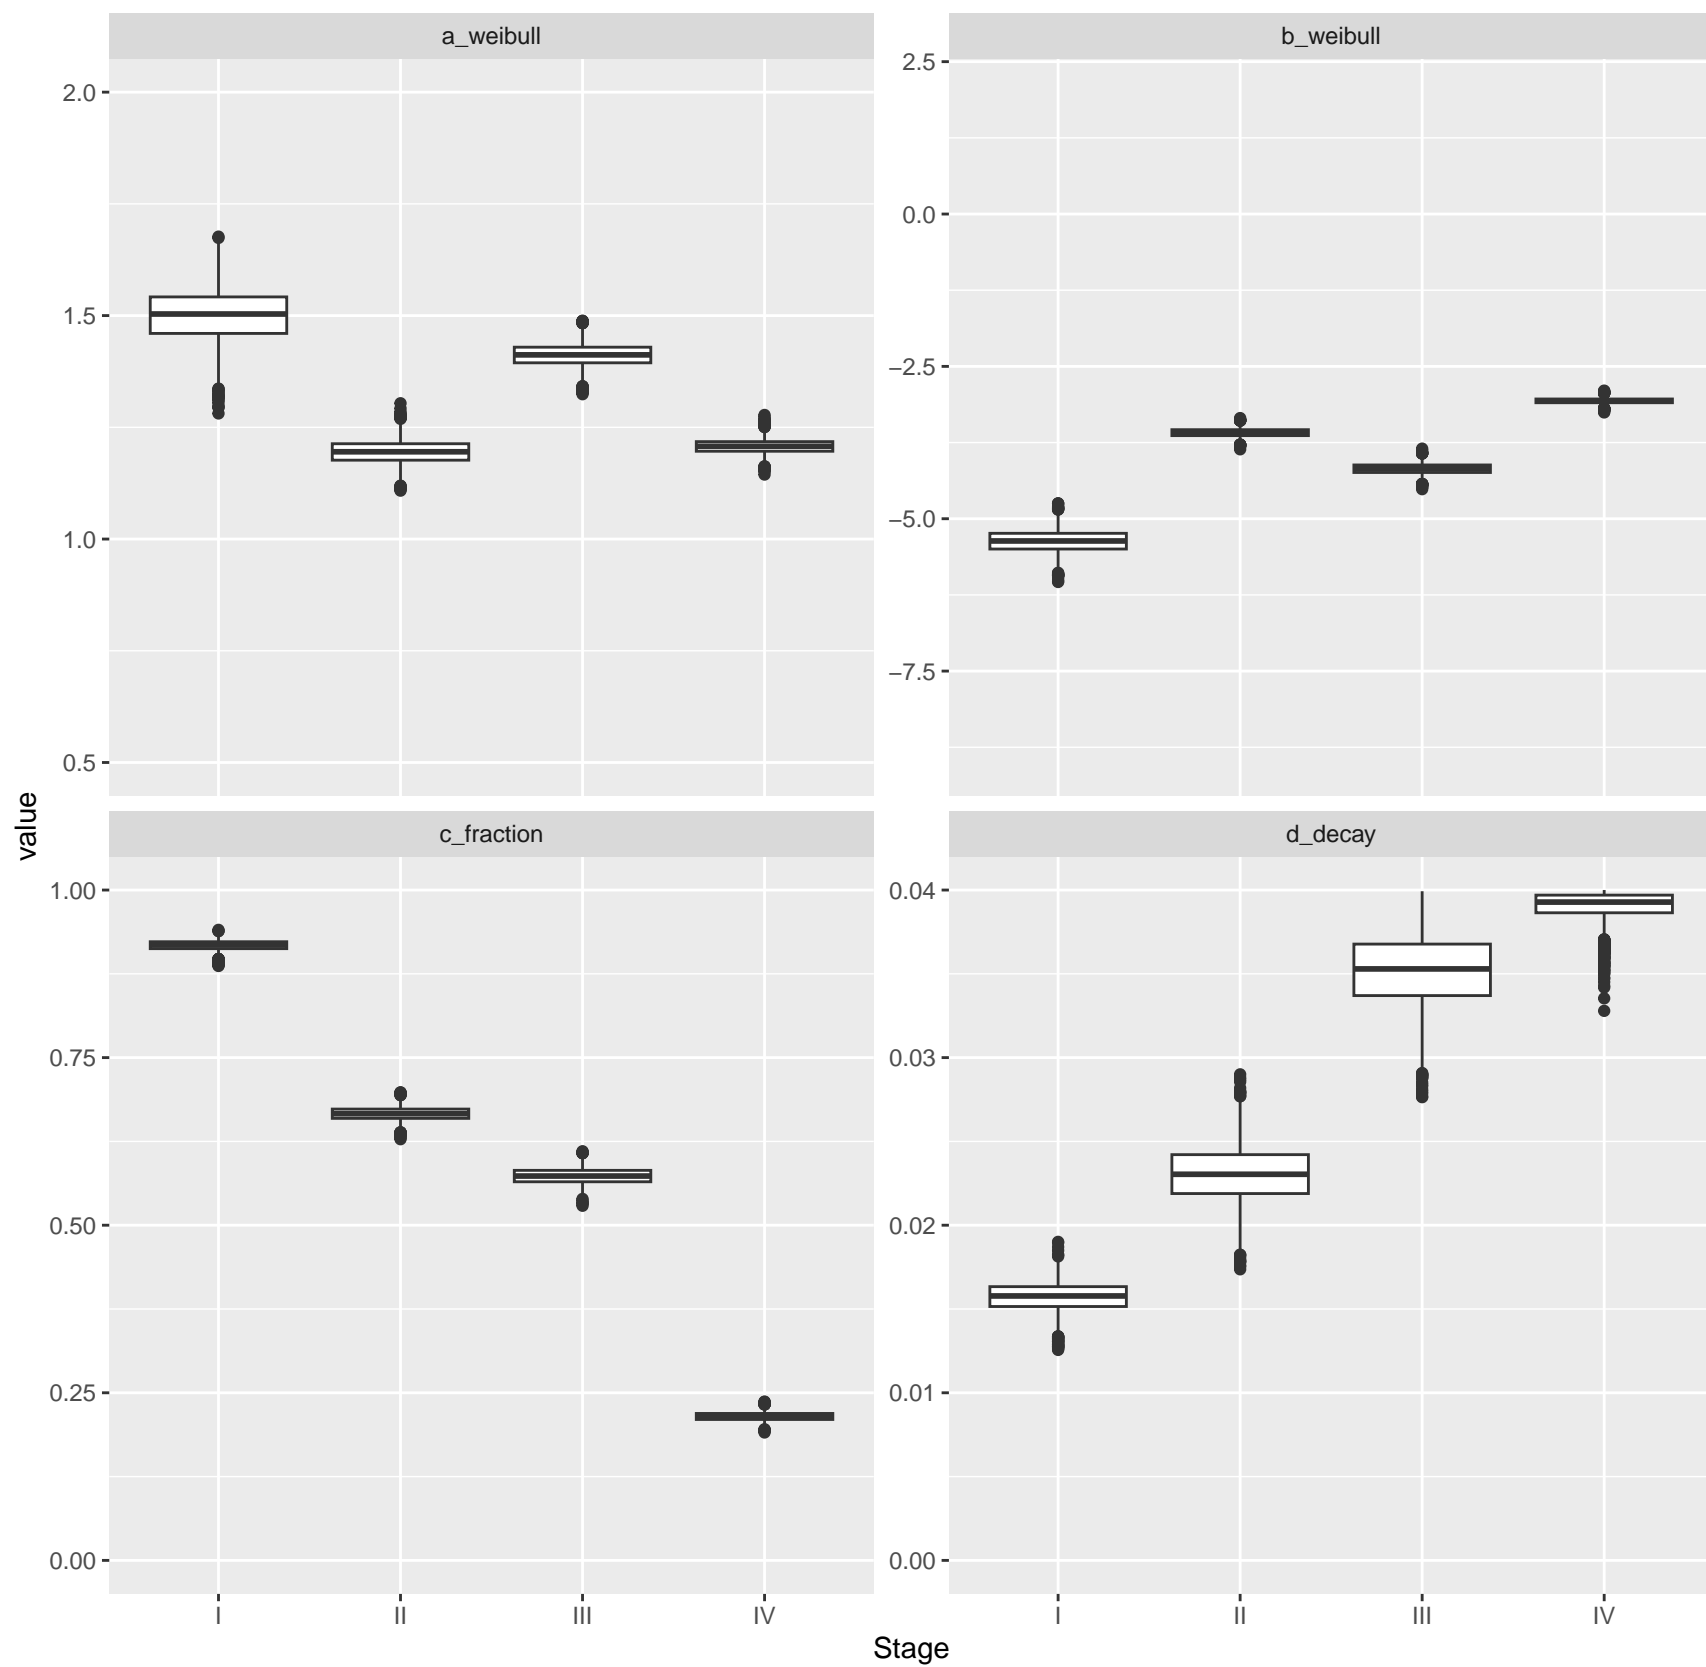 a_weibull
b_weibull
2.0
1.5
1.0
0.5
2.5
0.0
−2.5
−5.0
−7.5
value
c_fraction
d_decay
1.00
0.75
0.50
0.25
0.00
0.04
0.03
0.02
0.01
0.00
I II III IV
I II III IV
Stage